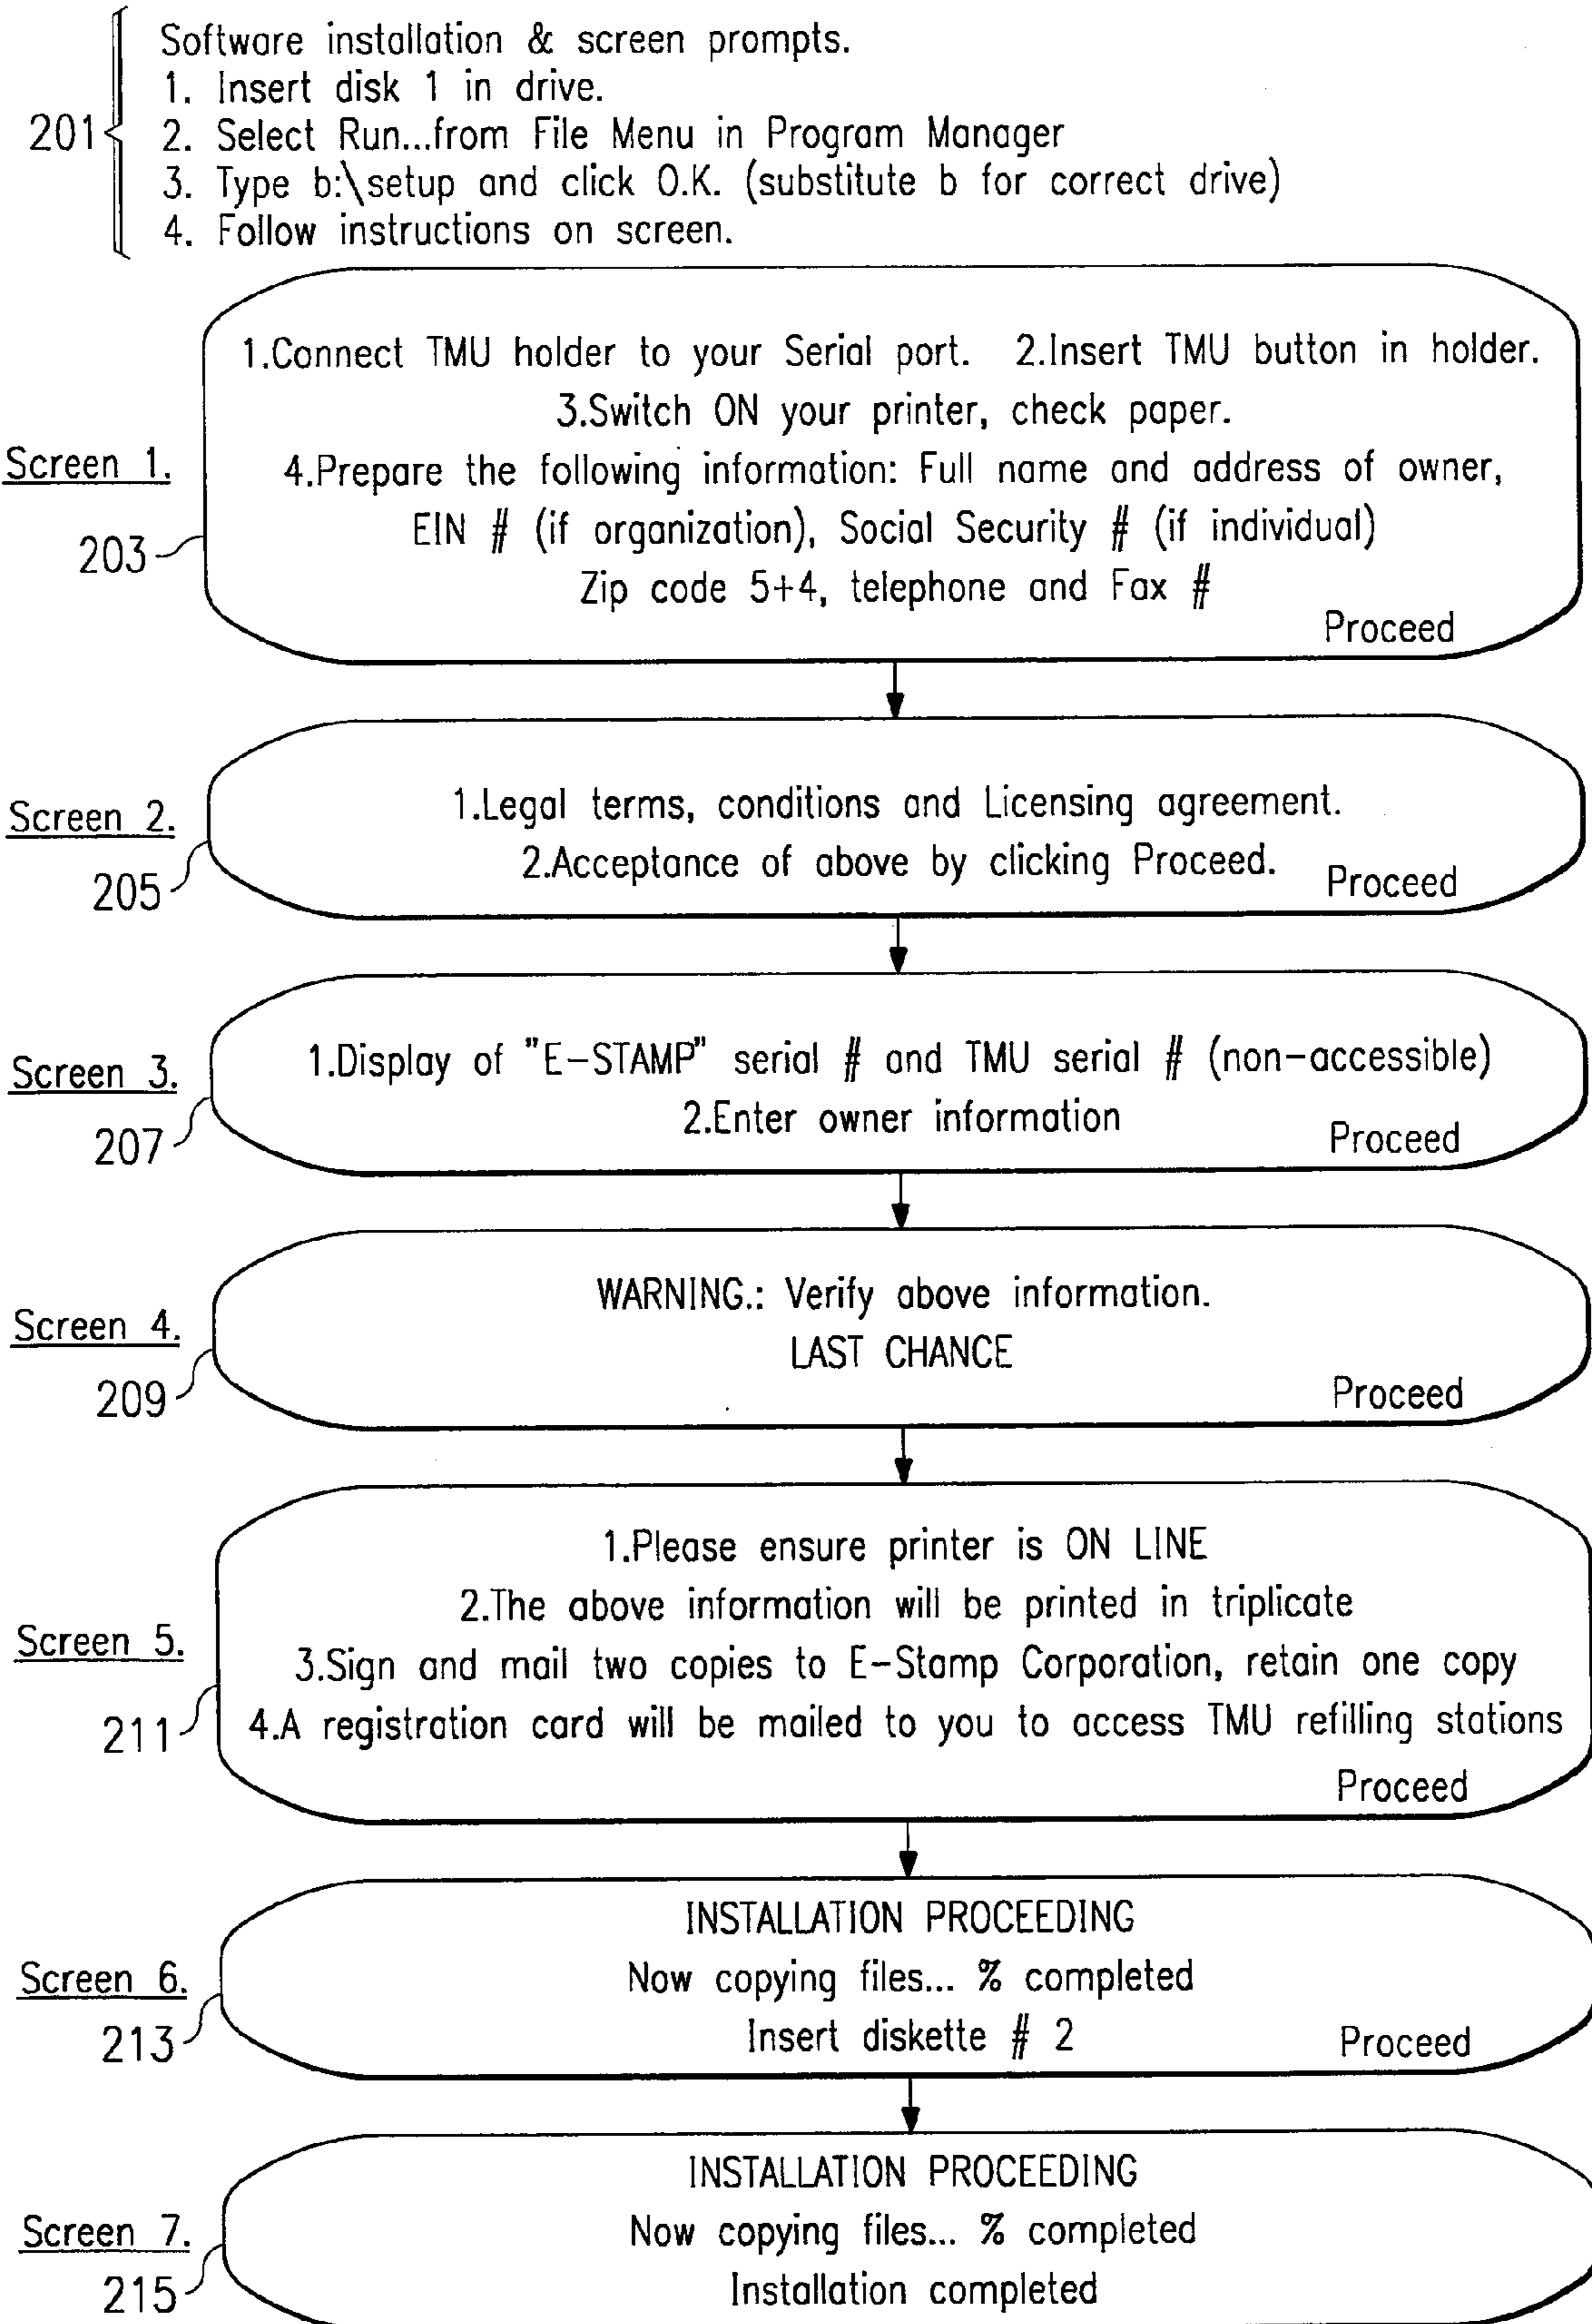 Software installation & screen prompts.
1. Insert disk 1 in drive.
201
2. Select Run...from File Menu in Program Manager
3. Type b:\setup and click O.K. (substitute b for correct drive)
4. Follow instructions on screen.
1.Connect TMU holder to your Serial port. 2.Insert TMU button in holder.
3.Switch ON your printer, check paper.
Screen 1.
4.Prepare the following information: Full name and address of owner,
EIN # (if organization), Social Security # (if individual)
203
Zip code 5+4, telephone and Fax #
Proceed
1.Legal terms, conditions and Licensing agreement.
Screen 2.
2.Acceptance of above by clicking Proceed.
Proceed
205
1.Display of "E-STAMP" serial # and TMU serial # (non-accessible)
Screen 3.
2.Enter owner information
Proceed
207
WARNING.: Verify above information.
Screen 4.
LAST CHANCE
209
Proceed
1.Please ensure printer is ON LINE
2.The above information will be printed in triplicate
Screen 5.
3.Sign and mail two copies to E-Stamp Corporation, retain one copy
4.A registration card will be mailed to you to access TMU refilling stations
211
Proceed
INSTALLATION PROCEEDING
Screen 6.
Now copying files... % completed
213
Insert diskette # 2
Proceed
INSTALLATION PROCEEDING
Screen 7.
Now copying files... % completed
215
Installation completed